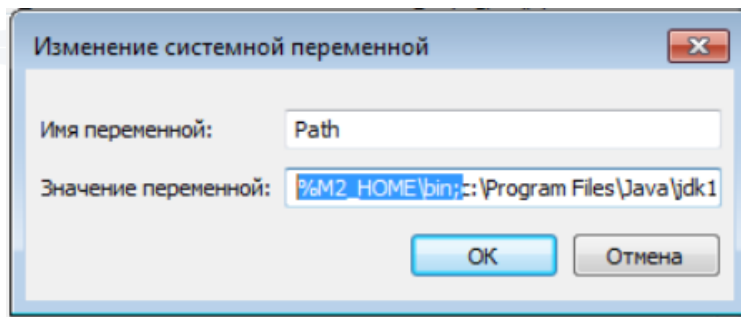 Изменение системной переменной
Имя переменной: Path
Значение переменной: %M2_HOME\bin;c:\Program Files\Java\jdk1
OK Отмена